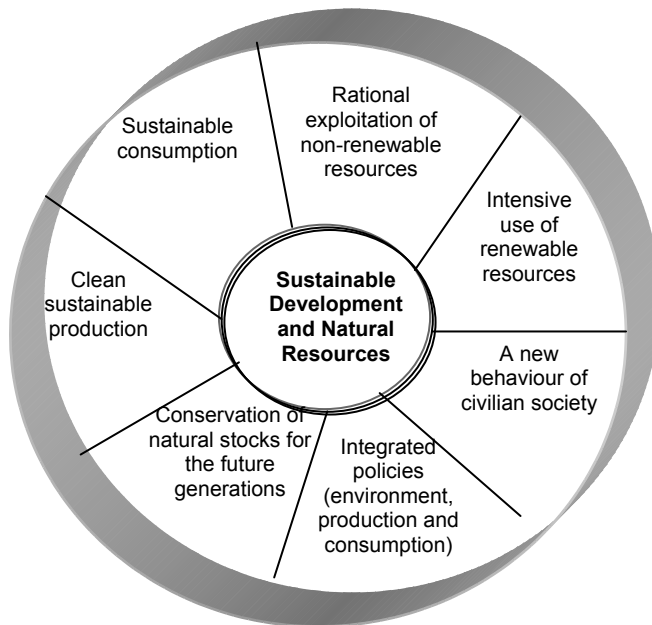 Sustainable
consumption
Rational
exploitation of
non-renewable
resources
Intensive
use of
renewable
resources
A new
behaviour of
civilian society
Integrated
policies
(environment,
production and
consumption)
Conservation of
natural stocks for
the future
generations
Clean
sustainable
production
Sustainable
Development
and Natural
Resources